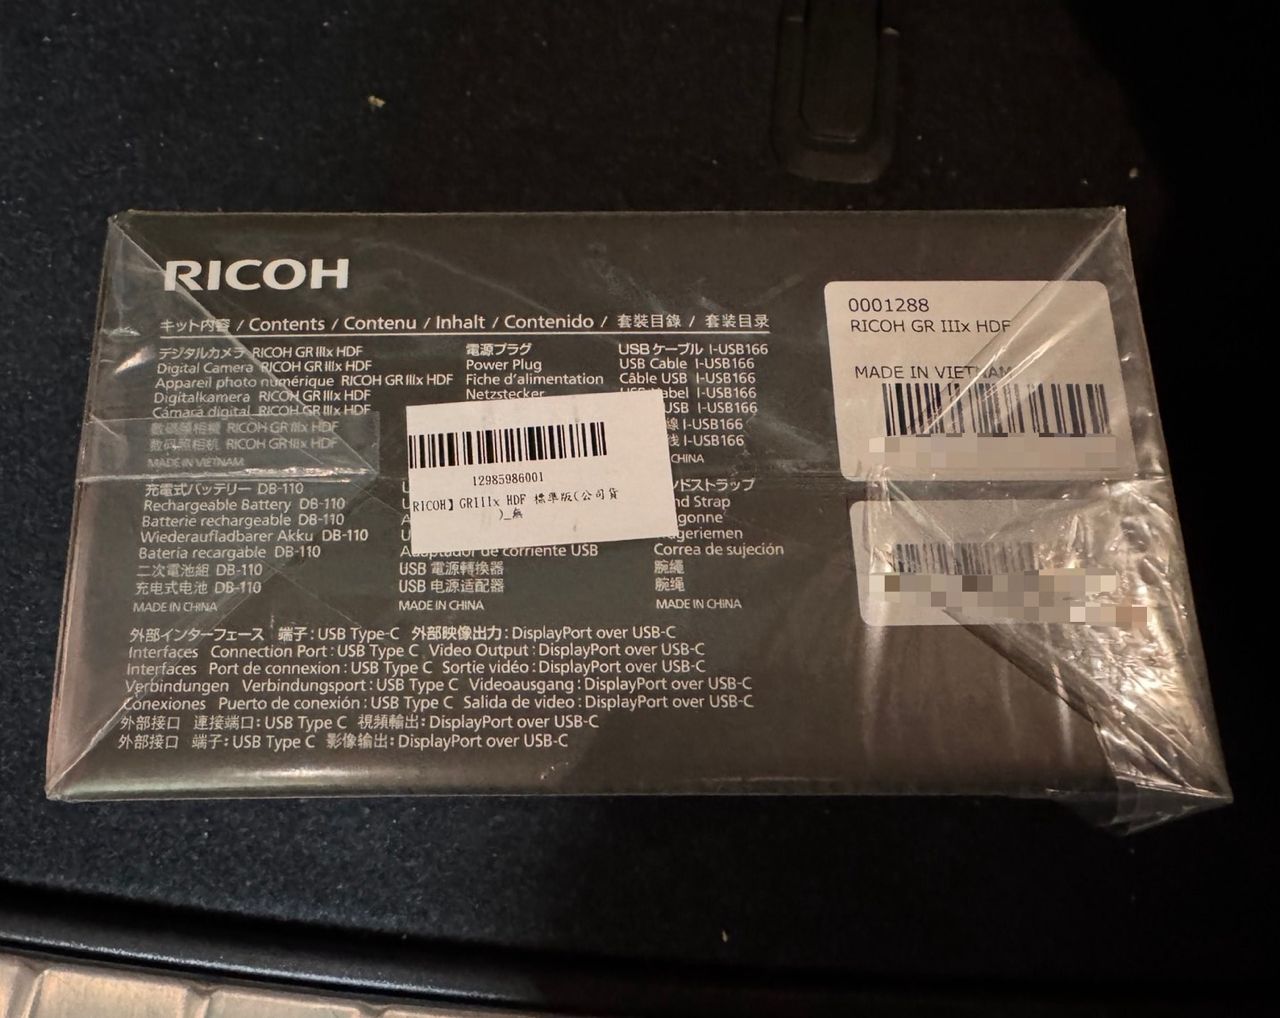 RICOH
キット内容 / Contents / Contenu / Inhalt / Contenido / 套裝目錄 / 套装目录
デジタルカメラ RICOH GR IIIx HDF
Digital Camera RICOH GR IIIx HDF
Appareil photo numérique RICOH GR IIIx HDF
Digitalkamera RICOH GR IIIx HDF
Cámara digital RICOH GR IIIx HDF
數碼照相機 RICOH GR IIIx HDF
数码照相机 RICOH GR IIIx HDF
MADE IN VIETNAM
電源プラグ
Power Plug
Fiche d'alimentation
Netzstecker
USBケーブル I-USB166
USB Cable I-USB166
Câble USB I-USB166
I-USB166
USB I-USB166
線 I-USB166
线 I-USB166
充電式バッテリー DB-110
Rechargeable Battery DB-110
Batterie rechargeable DB-110
Wiederaufladbarer Akku DB-110
Bateria recargable DB-110
二次電池組 DB-110
充电式电池 DB-110
MADE IN CHINA
Adaptador de corriente USB
USB 電源轉換器
USB 电源适配器
MADE IN CHINA
ンドストラップ
Strap
Correa de sujeción
腕繩
腕绳
MADE IN CHINA
外部インターフェース 端子：USB Type-C 外部映像出力：DisplayPort over USB-C
Interfaces Connection Port : USB Type C Video Output : DisplayPort over USB-C
Interfaces Port de connexion : USB Type C Sortie vidéo : DisplayPort over USB-C
Verbindungen Verbindungsport : USB Type C Videoausgang : DisplayPort over USB-C
Conexiones Puerto de conexión : USB Type C Salida de video : DisplayPort over USB-C
外部接口 連接端口：USB Type C 視頻輸出：DisplayPort over USB-C
外部接口 端子：USB Type C 影像输出：DisplayPort over USB-C
12985986001
RICOH】GRIIIx HDF 標準版(公司貨
)_無
0001288
RICOH GR IIIx HDF
MADE IN VIETNAM